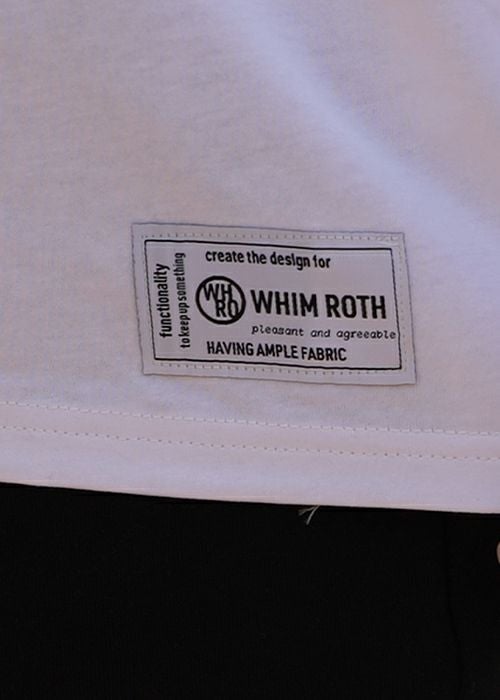 functionality
to keep up something
create the design for
WH
RO
WHIM ROTH
pleasant and agreeable
HAVING AMPLE FABRIC